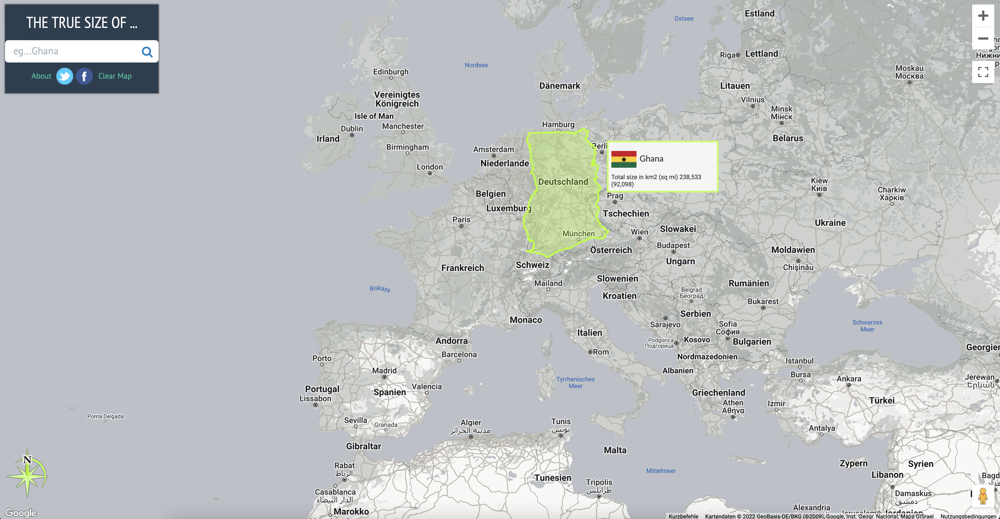 THE TRUE SIZE OF ...
eg...Ghana
About
Clear Map
Ostsee
Estland
Nordsee
Riga
Lettland
Moskau
Москва
Edinburgh
Dänemark
Litauen
Vereinigtes
Königreich
Vilnius
Minsk
Мінск
Isle of Man
Dublin
Manchester
Hamburg
Irland
Belarus
Birmingham
Amsterdam
Berli
Niederlande
London
Ghana
Total size in km2 (sq mi) 238,533
(92,098)
Deutschland
Kiew
Київ
Charkiw
Харків
Belgien
Prag
Luxemburg
Tschechien
Paris
Ukraine
Slowakei
München
Wien
Budapest
Österreich
Moldawien
Ungarn
Chișinău
Schweiz
Frankreich
Slowenien
Mailand
Rumänien
Biskaya
Belgrad
Београд
Kroatien
Bukarest
Serbien
Monaco
Sarajevo
Sofia
София
Schwarzes
Meer
Italien
Andorra
Podgorica
Подгорица
Kosovo
Bulgarien
Georgien
Barcelona
Rom
Porto
Nordmazedonien
Istanbul
Madrid
Albanien
Bursa
Ankara
Jerewan
Երևան
Tyrrhenisches
Meer
Portugal
Valencia
Spanien
Griechenland
Lissabon
Athen
Αθήνα
Izmir
Türkei
Ponta Delgada
Sevilla
Granada
Algier
مدينة الجزائر
Tunis
تونس
Antalya
Gibraltar
Malta
N
Rabat
الرباط
Zypern
Syrien
Mittelmeer
Libanon
Tunesien
Bagd
Tripolis
طرابلس
Casablanca
الدار البيضاء
Damaskus
دمشق
Alexandria
Marokko
Jerusalem
Jordanien
Google
Kurzbefehle
Kartendaten © 2022 GeoBasis-DE/BKG (©2009), Google, Inst. Geogr. Nacional, Mapa GISrael
Nutzungsbedingungen